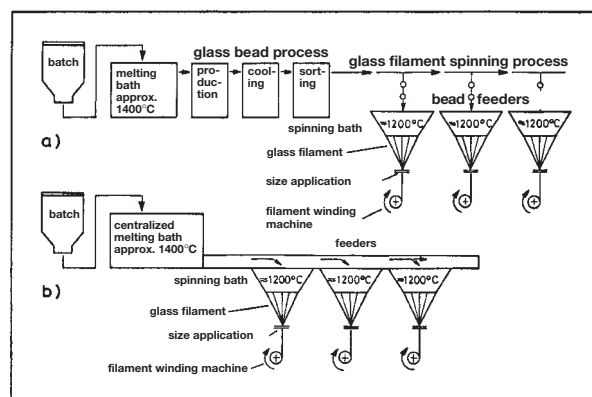 glass bead process
glass filament spinning process
batch
melting
bath
approx.
1400°C
pro-
duc-
tion
cool-
ing
sort-
ing
bead feeders
spinning bath
≈1200°C
≈1200°C
≈1200°C
a)
glass filament
size application
filament winding
machine
batch
centralized
melting bath
approx. 1400°C
feeders
spinning bath
≈1200°C
≈1200°C
≈1200°C
b)
glass filament
size application
filament winding machine